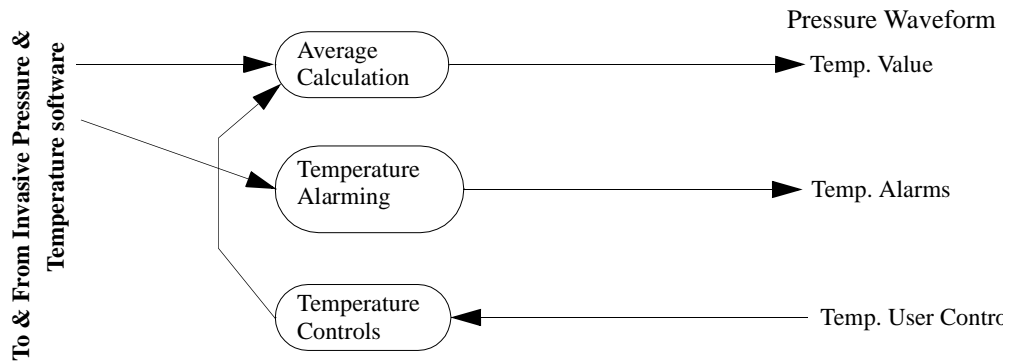 Pressure Waveform
To & From Invasive Pressure &
Temperature software
Average
Calculation
Temp. Value
Temperature
Alarming
Temp. Alarms
Temperature
Controls
Temp. User Contro